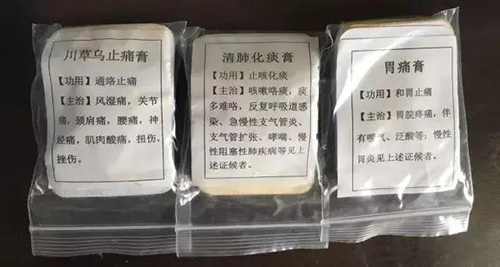 川草乌止痛膏
【功用】通络止痛
【主治】风湿痛,关节
痛,颈肩痛,腰痛,神
经痛,肌肉酸痛,扭伤,
挫伤。
清肺化痰膏
【功用】止咳化痰
【主治】咳嗽咯痰,痰
多难咯,反复呼吸道感
染、急慢性支气管炎、
支气管扩张、哮喘、慢性
阻塞性肺疾病等见上
述证候者。
胃痛膏
【功用】和胃止痛
【主治】胃脘疼痛,伴
有嗳气、泛酸等;慢性
胃炎见上述证候者。